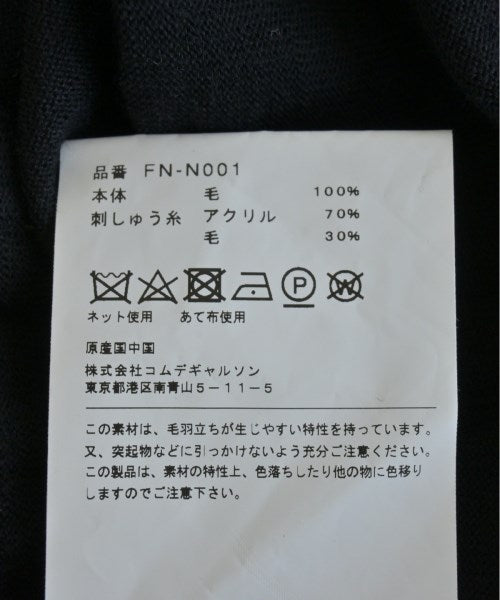 品番 FN-N001
本体 毛 100%
刺しゅう糸 アクリル 70%
毛 30%
P W
ネット使用 あて布使用
原産国中国
株式会社コムデギャルソン
東京都港区南青山5-11-5
この素材は、毛羽立ちが生じやすい特性を持っています。
又、突起物などに引っかけないよう充分ご注意ください。
この製品は、素材の特性上、色落ちしたり他の物に色移り
しますのでご注意下さい。